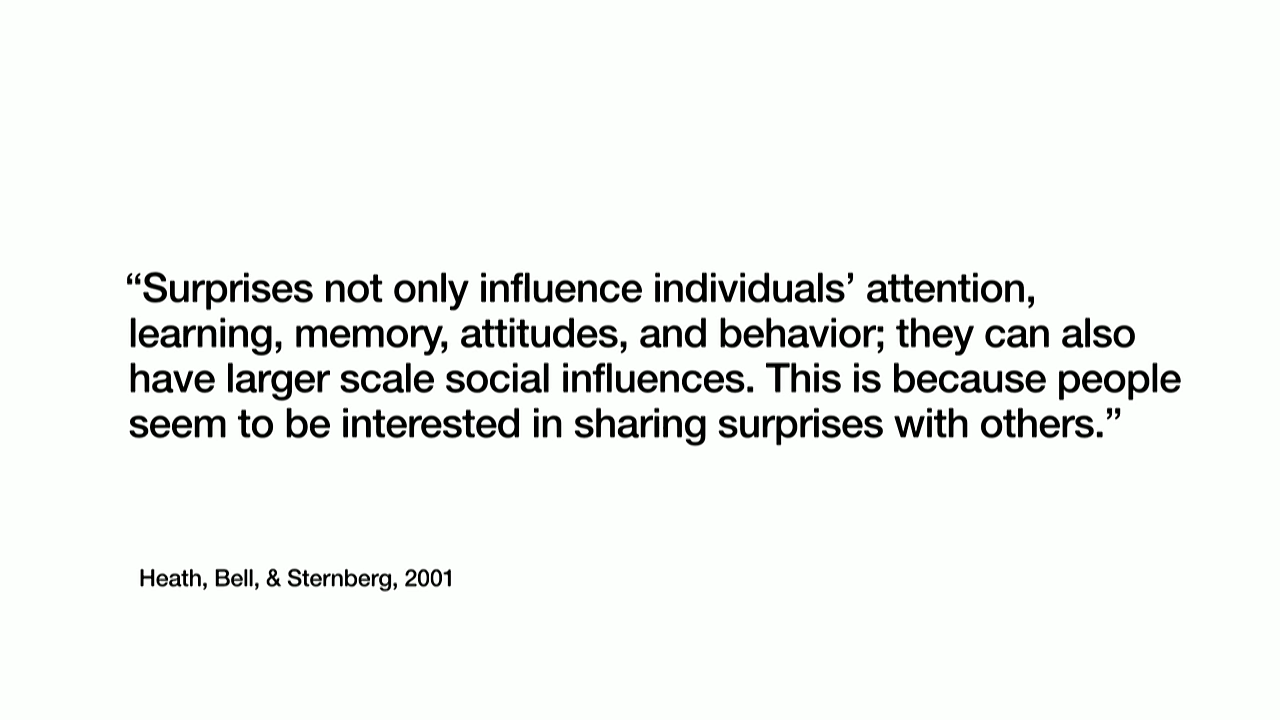 “Surprises not only influence individuals’ attention,
learning, memory, attitudes, and behavior; they can also
have larger scale social influences. This is because people
seem to be interested in sharing surprises with others.”
Heath, Bell, & Sternberg, 2001